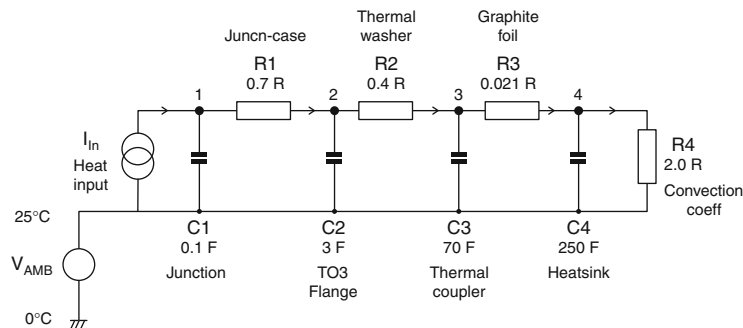 Juncn-case
Thermal
washer
Graphite
foil
R1
0.7 R
R2
0.4 R
R3
0.021 R
1
2
3
4
I In
Heat
input
R4
2.0 R
Convection
coeff
25°C
C1
0.1 F
Junction
C2
3 F
TO3
Flange
C3
70 F
Thermal
coupler
C4
250 F
Heatsink
VAMB
0°C